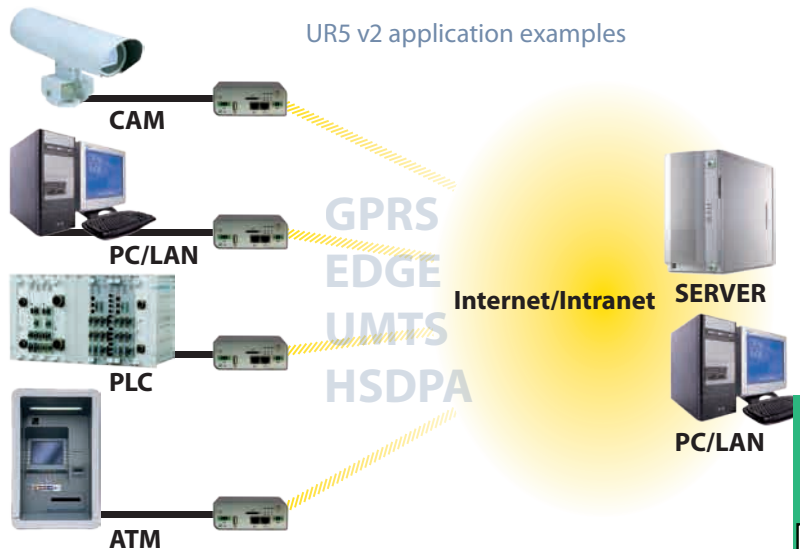 UR5 v2 application examples
CAM
PC/LAN
GPRS
EDGE
UMTS
HSDPA
Internet/Intranet
SERVER
PLC
PC/LAN
ATM